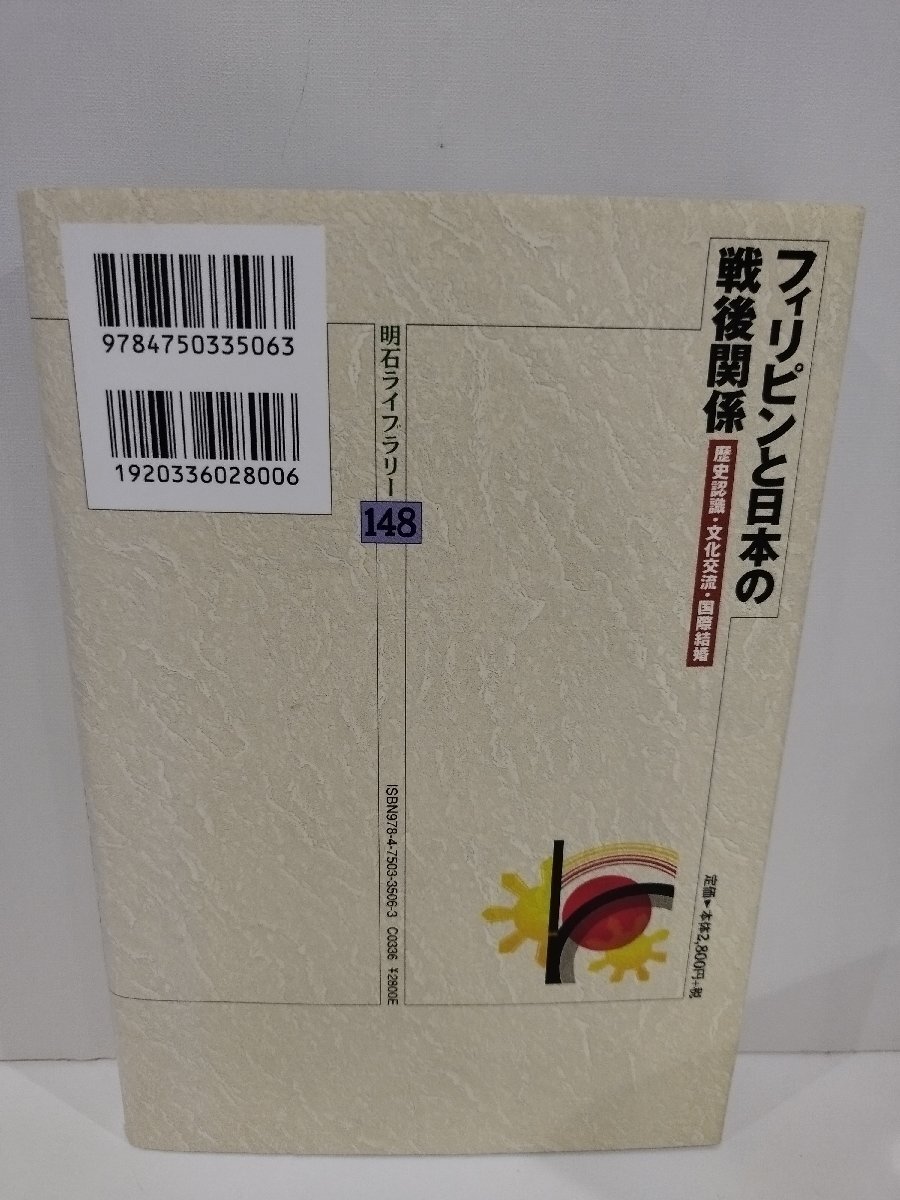 フィリピンと日本の
戦後関係
歴史認識・文化交流・国際結婚
9784750335063
1920336028006
明石ライブラリー
148
ISBN978-4-7503-3506-3 C0336 ¥2800E
定価▶本体2,800円+税